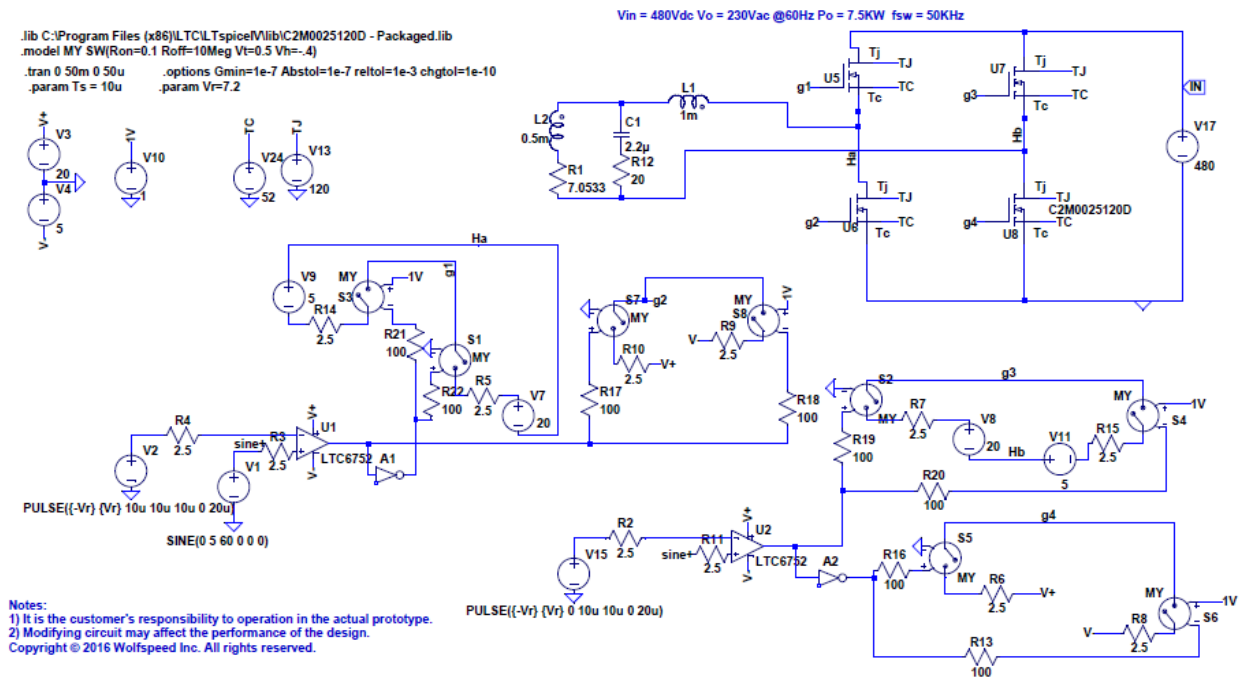 Vin = 480Vdc Vo = 230Vac @60Hz Po = 7.5KW fsw = 50KHz
.lib C:\Program Files (x86)\LTC\LTspiceIV\lib\C2M0025120D - Packaged.lib
.model MY SW(Ron=0.1 Roff=10Meg Vt=0.5 Vh=-.4)
.tran 0 50m 0 50u
.options Gmin=1e-7 Abstol=1e-7 reltol=1e-3 chgtol=1e-10
.param Ts = 10u
.param Vr=7.2
V+
V3
20
V4
5
V-
1V
V10
1
TC
V24
52
TJ
V13
120
L2
0.5m
R1
7.0533
C1
2.2µ
R12
20
L1
1m
g1
U5
Tj
TJ
TC
Tc
Ha
g3
U7
Tj
TJ
TC
Tc
Hb
IN
V17
480
g2
U6
Tj
TJ
TC
Tc
g4
U8
Tj
TJ
TC
Tc
C2M0025120D
Ha
V9
5
R14
2.5
MY
S3
1V
g1
R21
100
S1
MY
R22
100
R5
2.5
V7
20
S7
g2
MY
R10
2.5
V+
R17
100
MY
S8
1V
R9
2.5
V
R18
100
R4
2.5
V2
sine+
R3
2.5
V1
U1
V+
V-
LTC6752
A1
PULSE({-Vr} {Vr} 10u 10u 10u 0 20u)
SINE(0 5 60 0 0 0)
S2
MY
g3
R7
2.5
V8
20
Hb
V11
5
R15
2.5
MY
S4
1V
R19
100
R20
100
R2
2.5
V15
sine+
R11
2.5
U2
V+
V-
LTC6752
A2
PULSE({-Vr} {Vr} 0 10u 10u 0 20u)
g4
R16
100
S5
MY
R6
2.5
V+
MY
S6
1V
R8
2.5
V
R13
100
Notes:
1) It is the customer's responsibility to operation in the actual prototype.
2) Modifying circuit may affect the performance of the design.
Copyright © 2016 Wolfspeed Inc. All rights reserved.